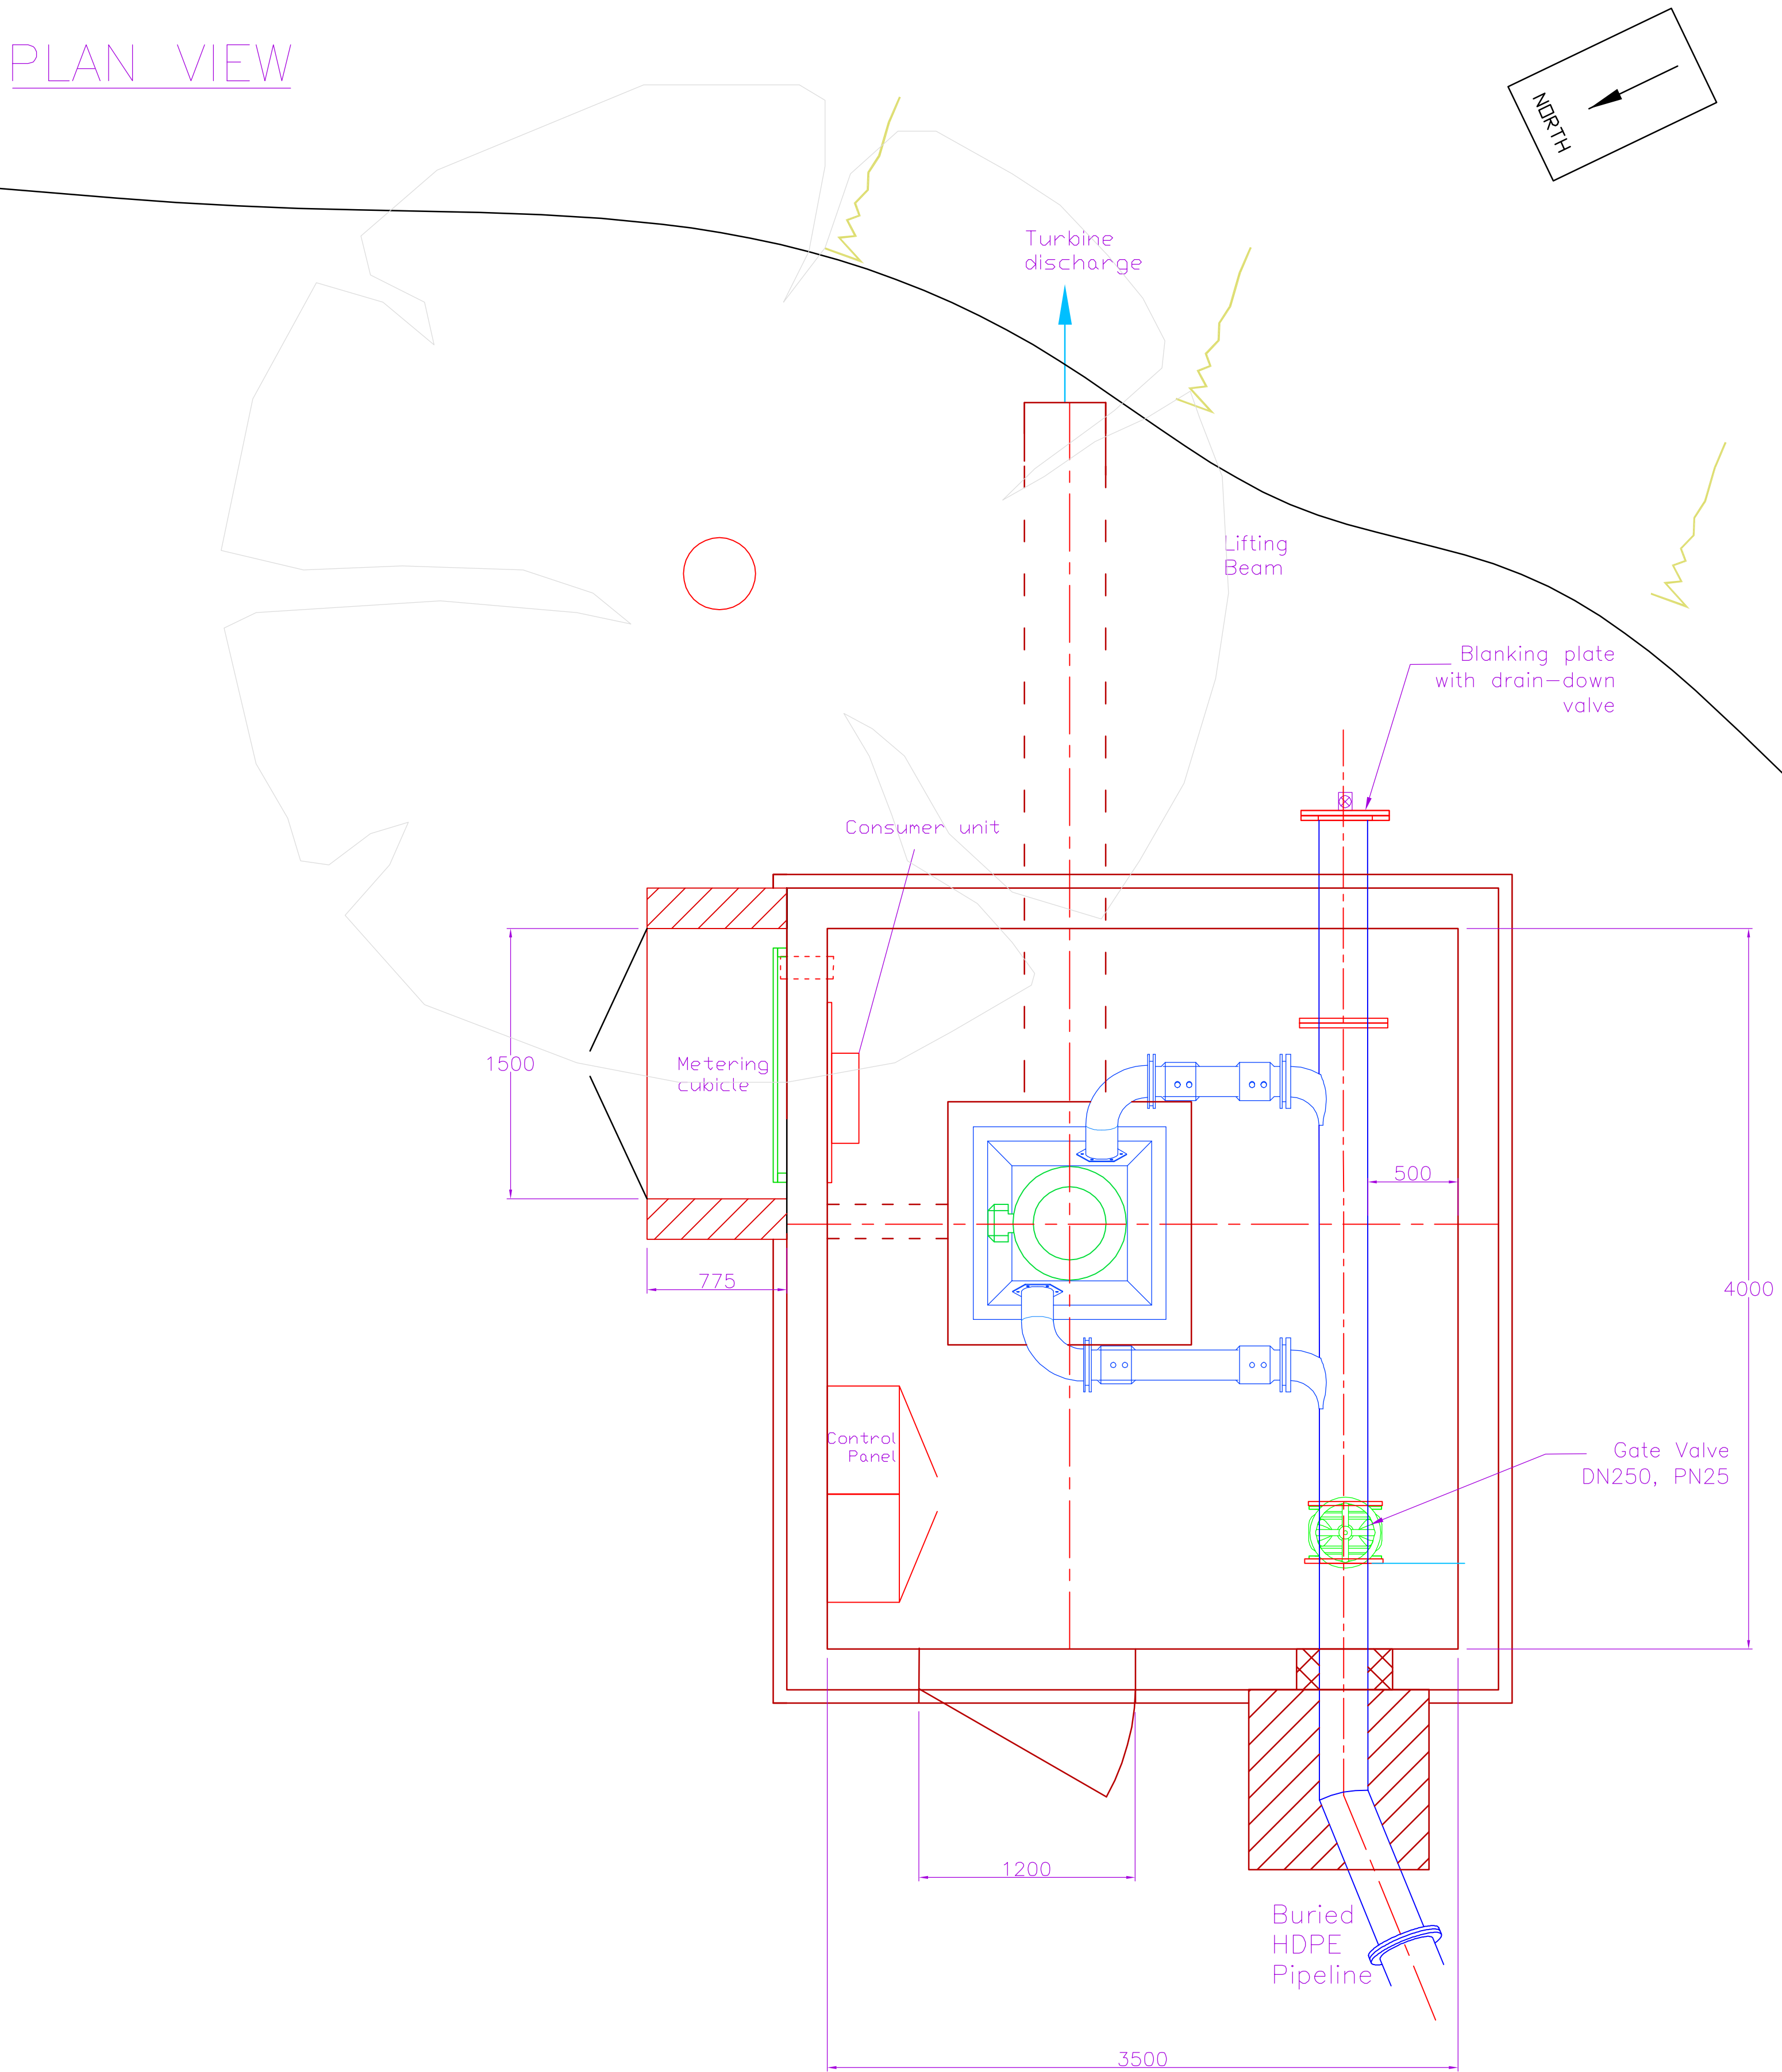 PLAN VIEW
NORTH
Turbine
discharge
Lifting
Beam
Blanking plate
with drain-down
valve
Consumer unit
1500
Metering
cubicle
500
775
4000
Control
Panel
Gate Valve
DN250, PN25
1200
Buried
HDPE
Pipeline
3500